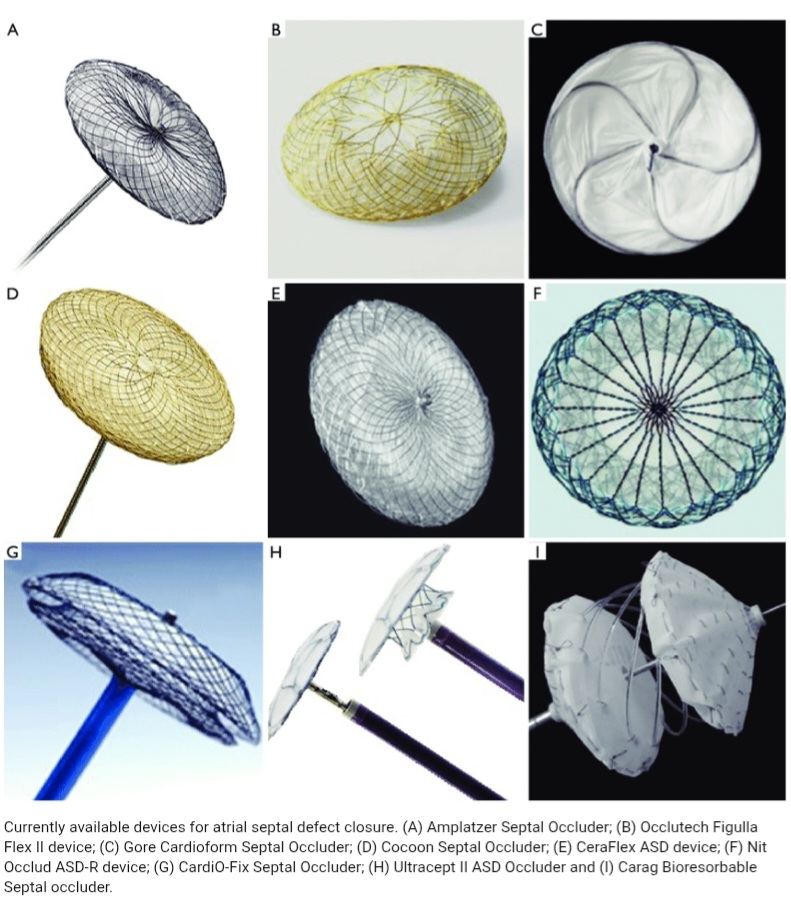 A
B
C
D
E
F
G
H
I
Currently available devices for atrial septal defect closure. (A) Amplatzer Septal Occluder; (B) Occlutech Figulla
Flex II device; (C) Gore Cardioform Septal Occluder; (D) Cocoon Septal Occluder; (E) CeraFlex ASD device; (F) Nit
Occlud ASD-R device; (G) CardiO-Fix Septal Occluder; (H) Ultracept II ASD Occluder and (I) Carag Bioresorbable
Septal occluder.